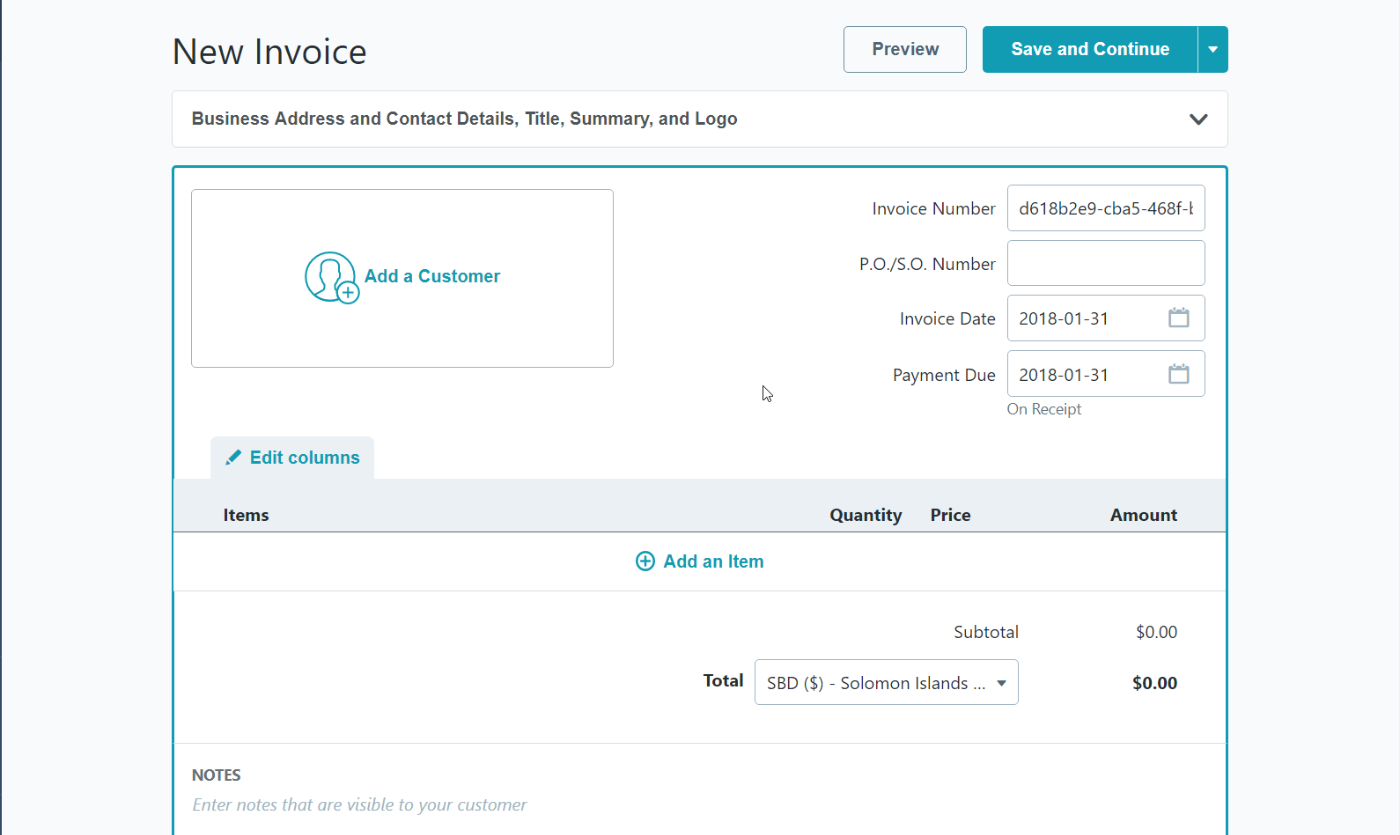 New Invoice
Preview
Save and Continue
Business Address and Contact Details, Title, Summary, and Logo
Add a Customer
Invoice Number d618b2e9-cba5-468f-
P.O./S.O. Number
Invoice Date 2018-01-31
Payment Due 2018-01-31
On Receipt
Edit columns
Items Quantity Price Amount
Add an Item
Subtotal $0.00
Total SBD ($) - Solomon Islands ... $0.00
NOTES
Enter notes that are visible to your customer